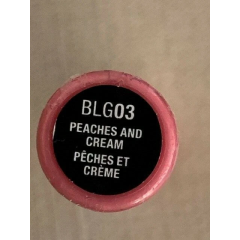 BLG03
PEACHES AND
CREAM
PÊCHES ET
CRÈME